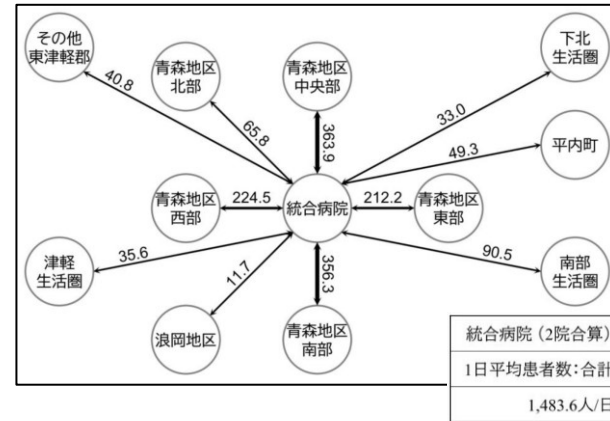 その他
東津軽郡
青森地区
北部
青森地区
中央部
下北
生活圏
40.8
65.8
363.9
33.0
49.3
平内町
青森地区
西部
224.5
統合病院
212.2
青森地区
東部
津軽
生活圏
35.6
11.7
356.3
90.5
南部
生活圏
浪岡地区
青森地区
南部
統合病院（2院合算）
1日平均患者数：合計
1,483.6人/日